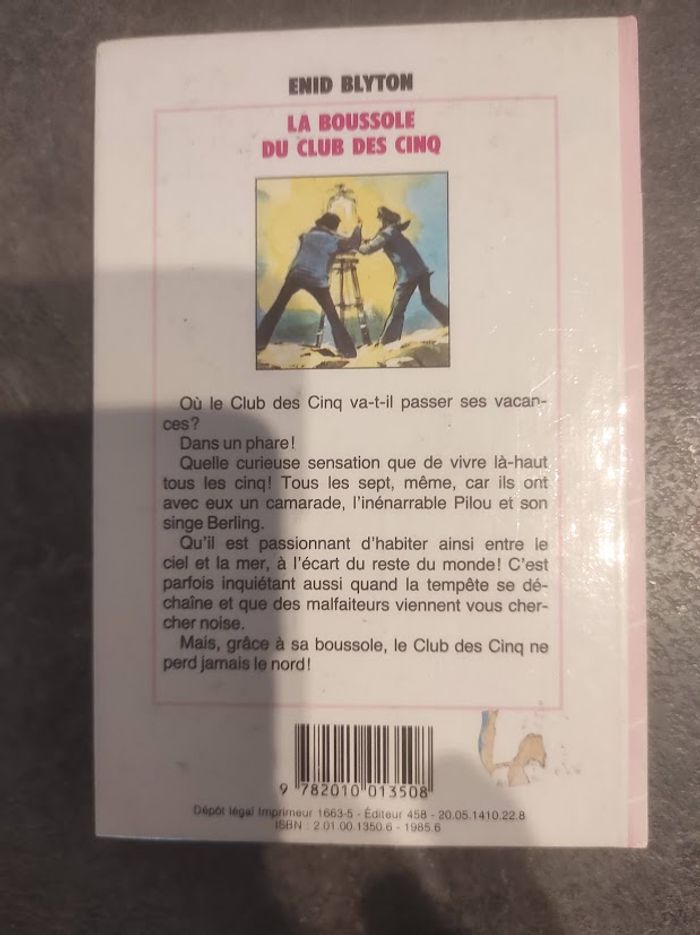 ENID BLYTON
LA BOUSSOLE
DU CLUB DES CINQ
Où le Club des Cinq va-t-il passer ses vacan-
ces?
Dans un phare!
Quelle curieuse sensation que de vivre là-haut
tous les cinq! Tous les sept, même, car ils ont
avec eux un camarade, l'inénarrable Pilou et son
singe Berling.
Qu'il est passionnant d'habiter ainsi entre le
ciel et la mer, à l'écart du reste du monde! C'est
parfois inquiétant aussi quand la tempête se dé-
chaîne et que des malfaiteurs viennent vous cher-
cher noise.
Mais, grâce à sa boussole, le Club des Cinq ne
perd jamais le nord!
9 782010 013508
Dépôt légal Imprimeur 1663-5 - Éditeur 458 - 20.05.1410.22.8
ISBN : 2.01.00.1350.6 - 1985.6